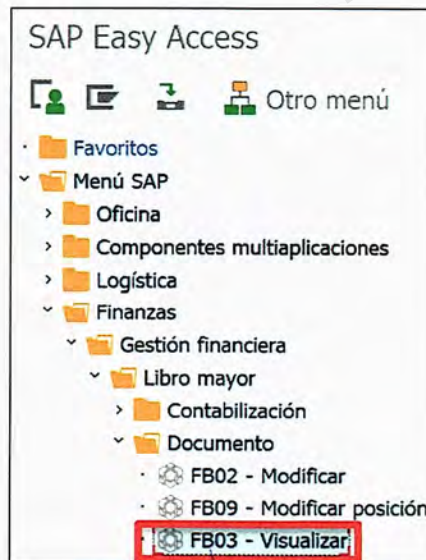 SAP Easy Access
Otro menú
Favoritos
Menú SAP
Oficina
Componentes multiaplicaciones
Logística
Finanzas
Gestión financiera
Libro mayor
Contabilización
Documento
FB02 - Modificar
FB09 - Modificar posición
FB03 - Visualizar